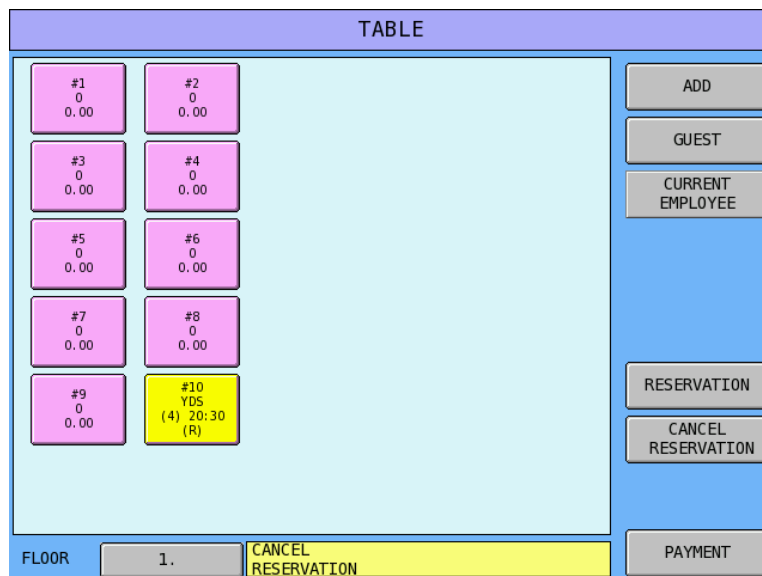 TABLE
#1
0
0.00
#2
0
0.00
#3
0
0.00
#4
0
0.00
#5
0
0.00
#6
0
0.00
#7
0
0.00
#8
0
0.00
#9
0
0.00
#10
YDS
(4) 20:30
(R)
ADD
GUEST
CURRENT
EMPLOYEE
RESERVATION
CANCEL
RESERVATION
PAYMENT
FLOOR
1.
CANCEL
RESERVATION